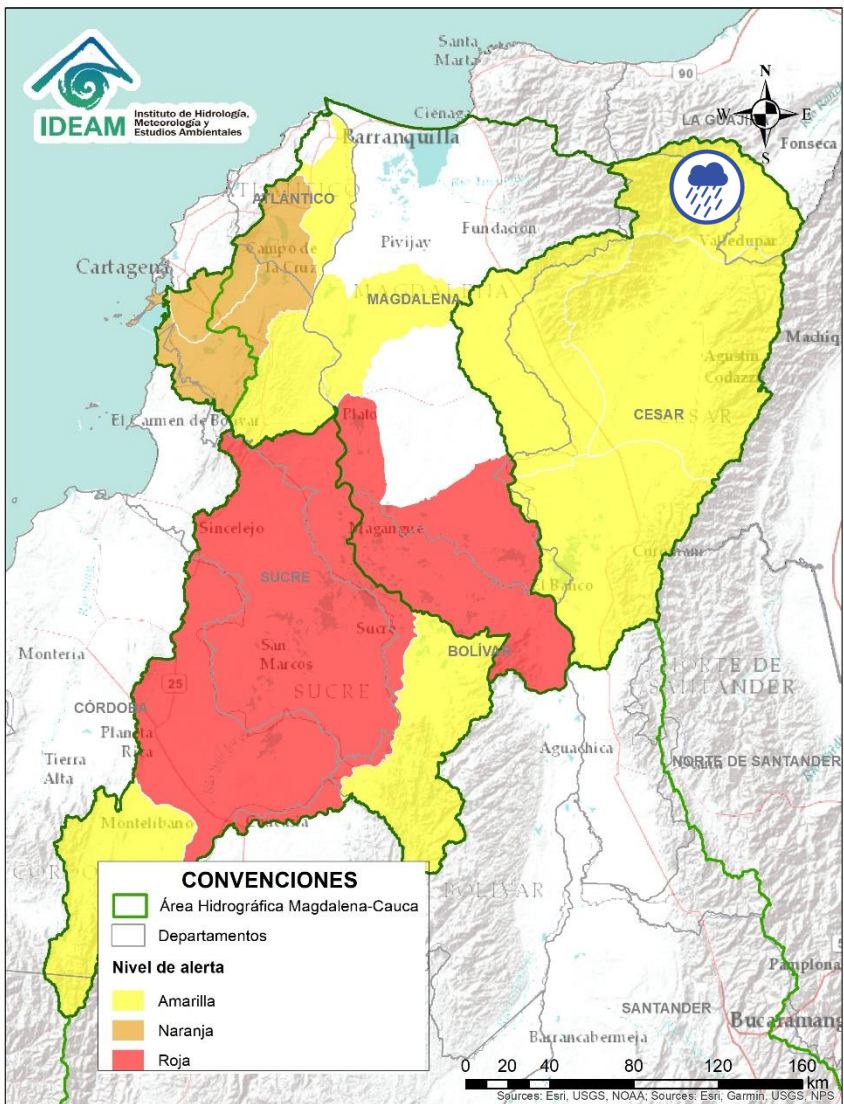 IDEAM
Instituto de Hidrología,
Meteorología y
Estudios Ambientales
Santa
Marta
90
N
W
E
S
Ciénaga
LA GUAJIRA
Fonseca
Barranquilla
ATLÁNTICO
Pivijay
Fundación
Valledupar
Campo de
la Cruz
Cartagena
MAGDALENA
Agustín
Codazzi
El Carmen de Bolívar
Plato
CESAR
CESAR
Sincelejo
Magangué
SUCRE
El Banco
Sucre
San
Marcos
BOLÍVAR
Montería
SUCRE
NORTE DE
SANTANDER
25
CÓRDOBA
Planeta
Rica
Aguachica
Tierra
Alta
NORTE DE SANTANDER
Montelíbano
BOLÍVAR
CONVENCIONES
Área Hidrográfica Magdalena-Cauca
Departamentos
Nivel de alerta
Amarilla
Naranja
Roja
Pamplona
SANTANDER
Bucaramang
Barrancabermeja
0 20 40 80 120 160
km
Sources: Esri, USGS, NOAA; Sources: Esri, Garmin, USGS, NPS